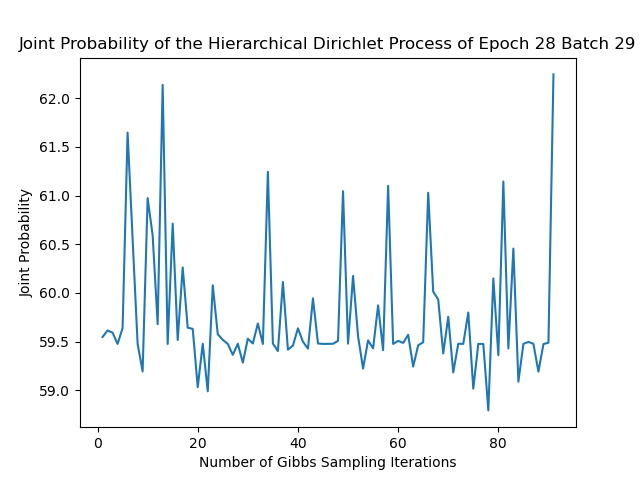 Joint Probability of the Hierarchical Dirichlet Process of Epoch 28 Batch 29
62.0
61.5
61.0
60.5
60.0
59.5
59.0
Joint Probability
0 20 40 60 80
Number of Gibbs Sampling Iterations